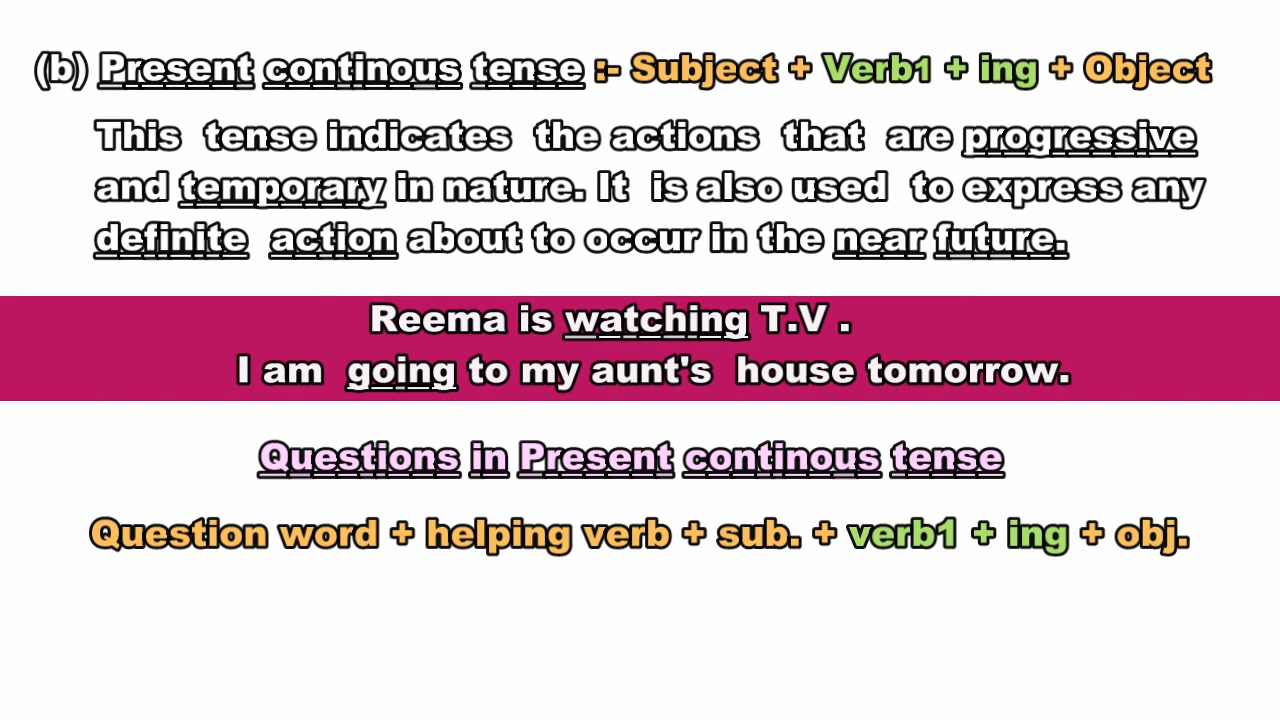 (b) Present continous tense :- Subject + Verb1 + ing + Object
This tense indicates the actions that are progressive
and temporary in nature. It is also used to express any
definite action about to occur in the near future.
Reema is watching T.V .
I am going to my aunt's house tomorrow.
Questions in Present continous tense
Question word + helping verb + sub. + verb1 + ing + obj.